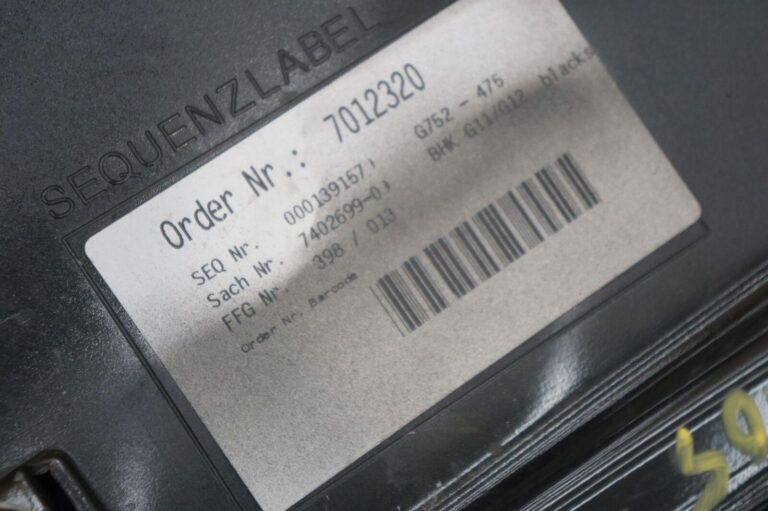 SEQUENZLABEL
Order Nr.: 7012320
SEQ Nr. 000139157) G752 - 475
Sach Nr. 7402699-0) BHK G11/G12 blacks
FFG Nr. 398 / 013
Order Nr. Barcode